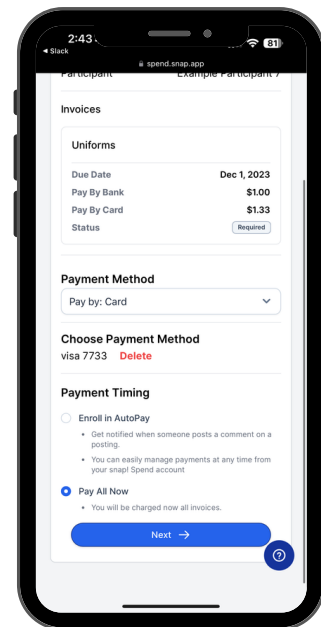 2:43
81
◄ Slack
spend.snap.app
Participant Example Participant 7
Invoices
Uniforms
Due Date Dec 1, 2023
Pay By Bank $1.00
Pay By Card $1.33
Status Required
Payment Method
Pay by: Card
Choose Payment Method
visa 7733 Delete
Payment Timing
Enroll in AutoPay
• Get notified when someone posts a comment on a
posting.
• You can easily manage payments at any time from
your snap! Spend account
Pay All Now
• You will be charged now all invoices.
Next →
?